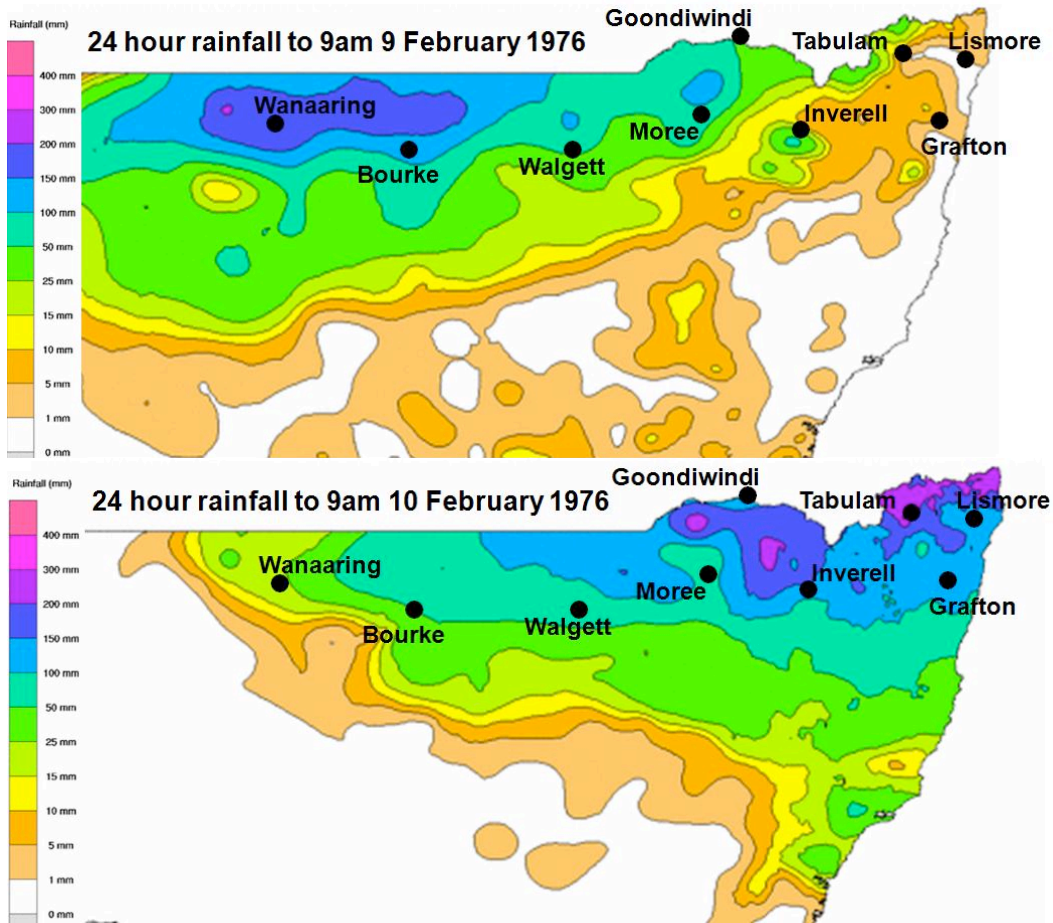 Rainfall (mm)
24 hour rainfall to 9am 9 February 1976
400 mm
300 mm
200 mm
150 mm
100 mm
50 mm
25 mm
15 mm
10 mm
5 mm
1 mm
0 mm
Goondiwindi
Tabulam
Lismore
Wanaaring
Inverell
Moree
Grafton
Bourke
Walgett
Rainfall (mm)
24 hour rainfall to 9am 10 February 1976
400 mm
300 mm
200 mm
150 mm
100 mm
50 mm
25 mm
15 mm
10 mm
5 mm
1 mm
0 mm
Goondiwindi
Tabulam
Lismore
Wanaaring
Inverell
Moree
Grafton
Walgett
Bourke